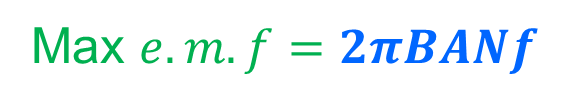 Max e.m.f = 2πBANf